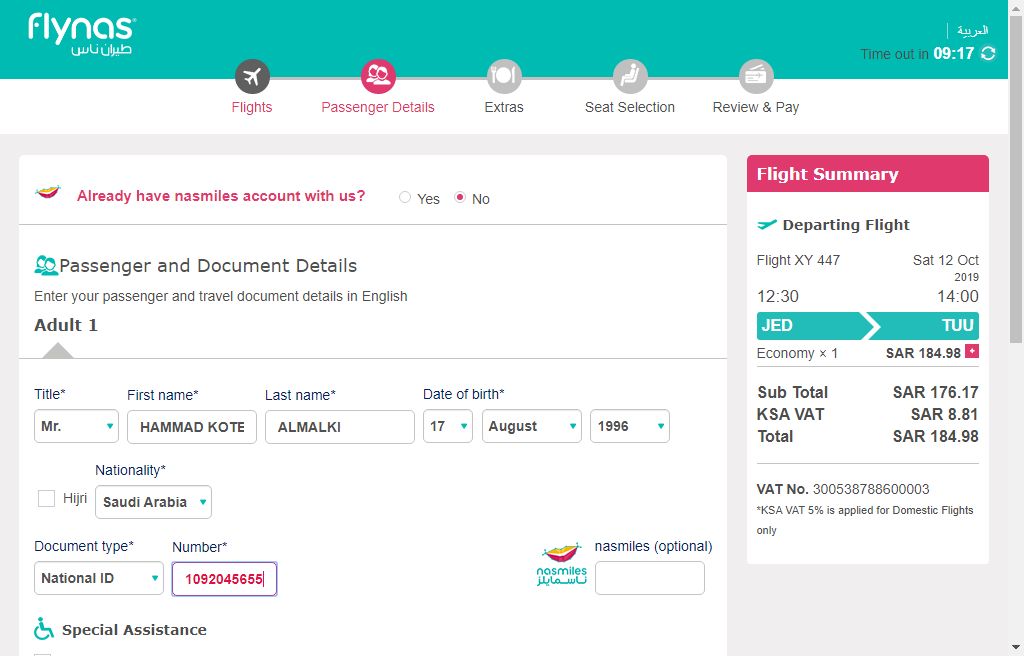 flynas
طيران ناس
العربية
Time out in 09:17
Flights
Passenger Details
Extras
Seat Selection
Review & Pay
Already have nasmiles account with us?
Yes
No
Passenger and Document Details
Enter your passenger and travel document details in English
Adult 1
Title*
First name*
Last name*
Date of birth*
Mr.
HAMMAD KOTE
ALMALKI
17
August
1996
Nationality*
Hijri
Saudi Arabia
Document type*
Number*
nasmiles (optional)
National ID
1092045655
nasmiles
ناسمايلز
Special Assistance
Flight Summary
Departing Flight
Flight XY 447
Sat 12 Oct
2019
12:30
14:00
JED
TUU
Economy × 1
SAR 184.98 +
Sub Total
SAR 176.17
KSA VAT
SAR 8.81
Total
SAR 184.98
VAT No. 300538788600003
*KSA VAT 5% is applied for Domestic Flights
only